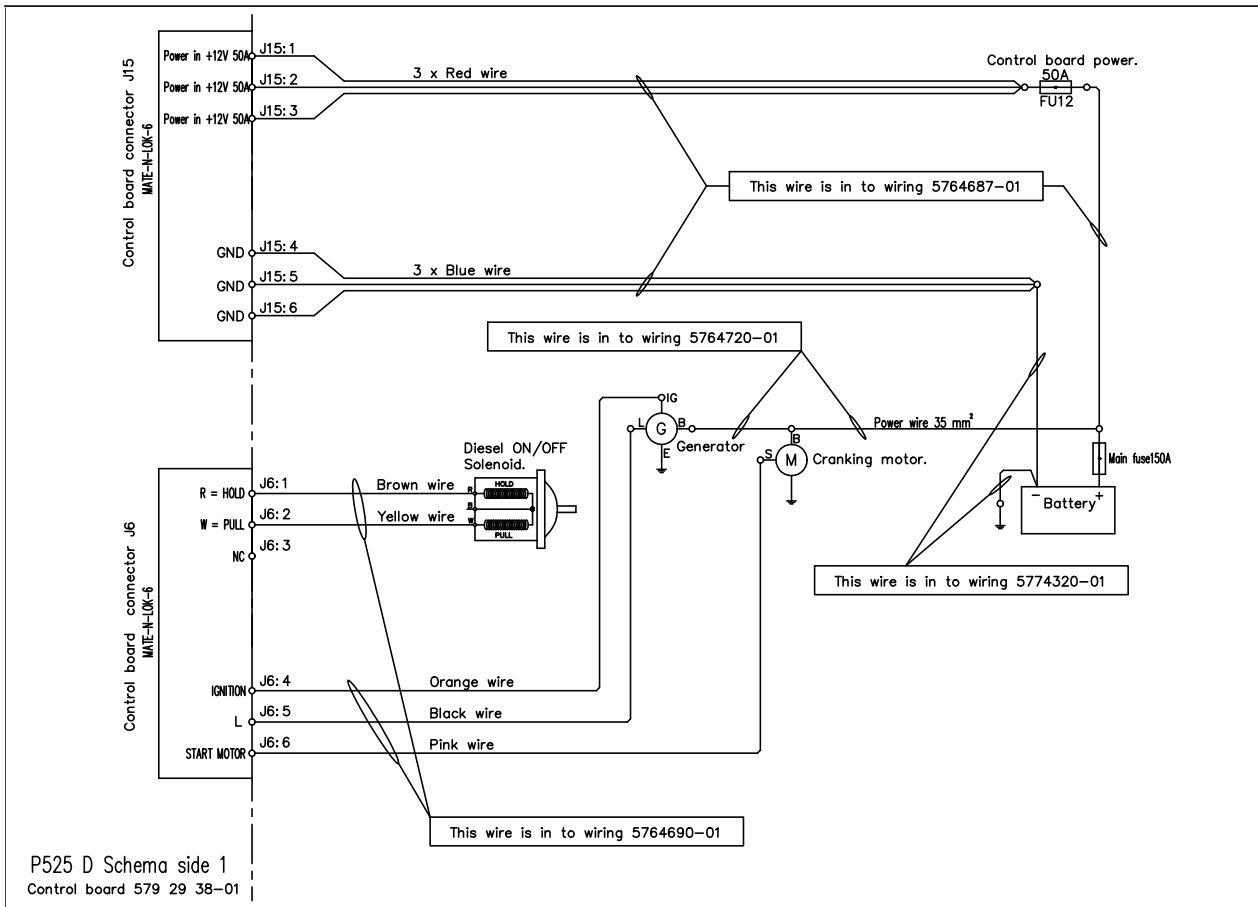 Control board connector J15
MATE-N-LOK-6
Power in +12V 50A J15:1
Power in +12V 50A J15:2
Power in +12V 50A J15:3
3 x Red wire
Control board power.
50A
FU12
This wire is in to wiring 5764687-01
GND J15:4
GND J15:5
GND J15:6
3 x Blue wire
This wire is in to wiring 5764720-01
IG
L G B
E
Generator
Power wire 35 mm²
B
S M
Cranking motor.
Main fuse150A
- +
Battery
This wire is in to wiring 5774320-01
Diesel ON/OFF
Solenoid.
R HOLD
B
W
PULL
Control board connector J6
MATE-N-LOK-6
R = HOLD J6:1
Brown wire
W = PULL J6:2
Yellow wire
NC J6:3
IGNITION J6:4
Orange wire
L J6:5
Black wire
START MOTOR J6:6
Pink wire
This wire is in to wiring 5764690-01
P525 D Schema side 1
Control board 579 29 38-01